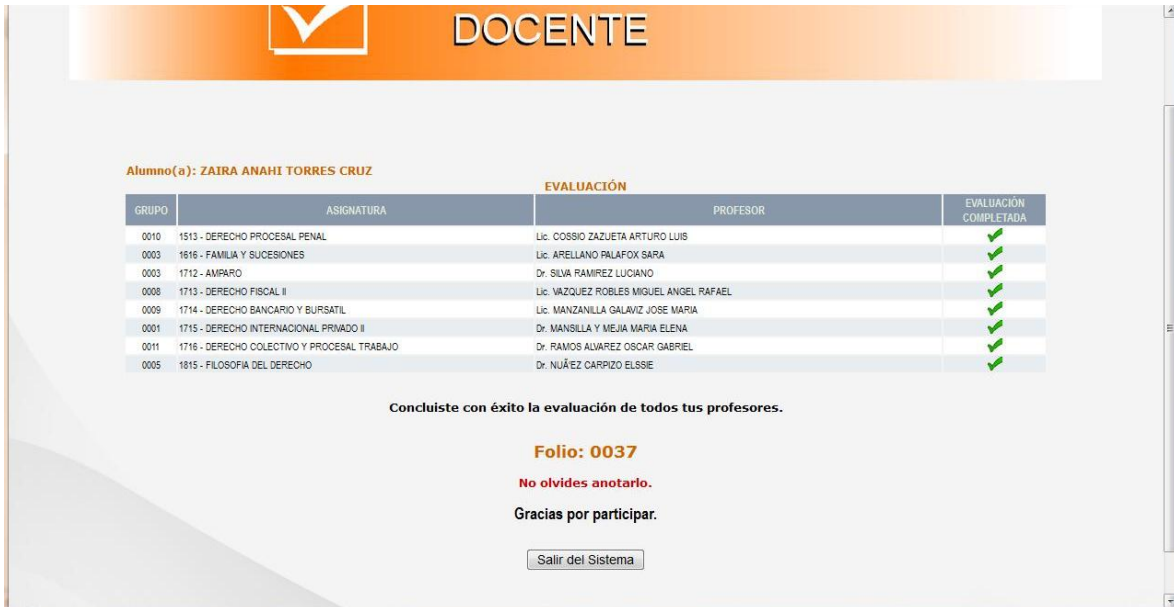 DOCENTE
Alumno(a): ZAIRA ANAHI TORRES CRUZ
EVALUACIÓN
GRUPO ASIGNATURA PROFESOR EVALUACIÓN COMPLETADA
0010 1513 - DERECHO PROCESAL PENAL Lic. COSSIO ZAZUETA ARTURO LUIS
0003 1616 - FAMILIA Y SUCESIONES Lic. ARELLANO PALAFOX SARA
0003 1712 - AMPARO Dr. SILVA RAMIREZ LUCIANO
0008 1713 - DERECHO FISCAL II Lic. VAZQUEZ ROBLES MIGUEL ANGEL RAFAEL
0009 1714 - DERECHO BANCARIO Y BURSATIL Lic. MANZANILLA GALAVIZ JOSE MARIA
0001 1715 - DERECHO INTERNACIONAL PRIVADO II Dr. MANSILLA Y MEJIA MARIA ELENA
0011 1716 - DERECHO COLECTIVO Y PROCESAL TRABAJO Dr. RAMOS ALVAREZ OSCAR GABRIEL
0005 1815 - FILOSOFIA DEL DERECHO Dr. NUÃEZ CARPIZO ELSSIE
Concluiste con éxito la evaluación de todos tus profesores.
Folio: 0037
No olvides anotarlo.
Gracias por participar.
Salir del Sistema